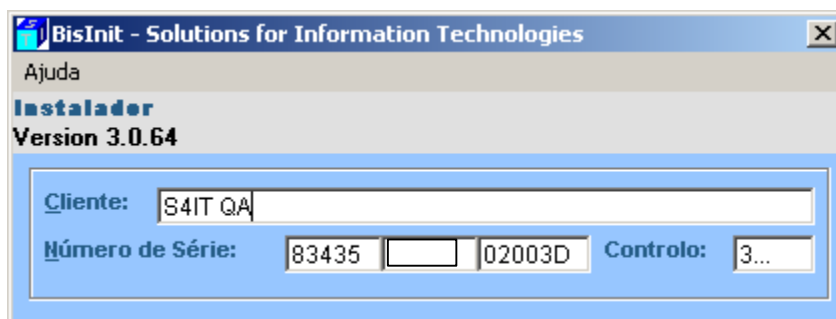 BisInit - Solutions for Information Technologies
Ajuda
Instalador
Version 3.0.64
Cliente: S4IT QA
Número de Série: 83435 02003D Controlo: 3...